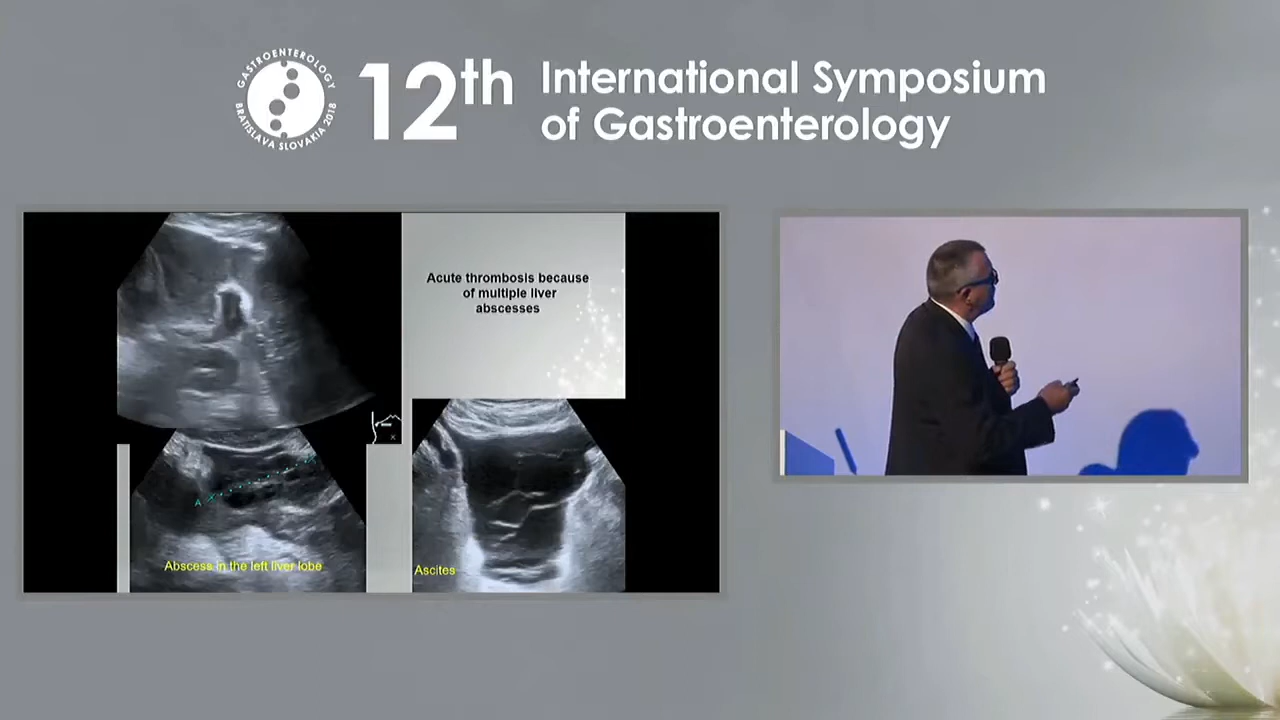 GASTROENTEROLOGY
BRATISLAVA SLOVAKIA 2018
12th
International Symposium
of Gastroenterology
Acute thrombosis because
of multiple liver
abscesses
A
Abscess in the left liver lobe
Ascites